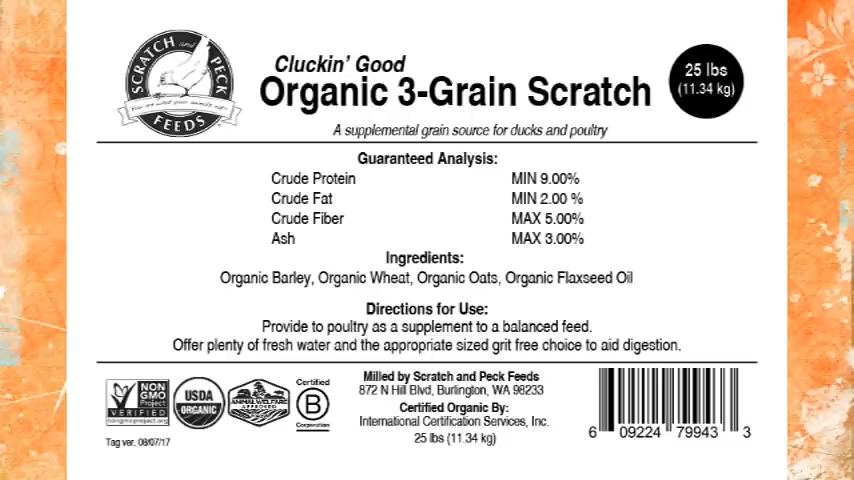 SCRATCH and PECK
You are what your animals eat
FEEDS
Cluckin' Good
Organic 3-Grain Scratch
25 lbs
(11.34 kg)
A supplemental grain source for ducks and poultry
Guaranteed Analysis:
Crude Protein MIN 9.00%
Crude Fat MIN 2.00 %
Crude Fiber MAX 5.00%
Ash MAX 3.00%
Ingredients:
Organic Barley, Organic Wheat, Organic Oats, Organic Flaxseed Oil
Directions for Use:
Provide to poultry as a supplement to a balanced feed.
Offer plenty of fresh water and the appropriate sized grit free choice to aid digestion.
NON
GMO
Project
VERIFIED
nongmoproject.org
USDA
ORGANIC
ANIMAL WELFARE
APPROVED
Certified
B
Corporation
Tag ver. 08/07/17
Milled by Scratch and Peck Feeds
872 N Hill Blvd, Burlington, WA 98233
Certified Organic By:
International Certification Services, Inc.
25 lbs (11.34 kg)
6 09224 79943 3